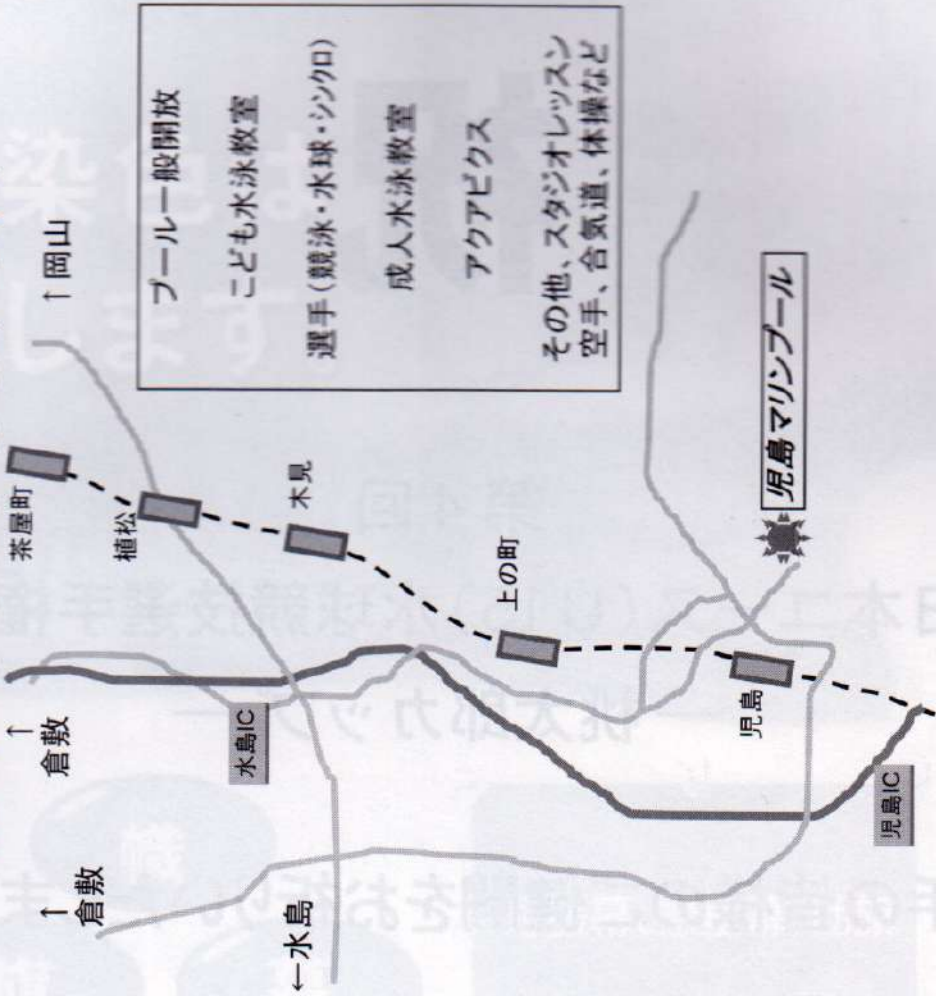 ↑岡山
プール一般開放
こども水泳教室
選手(競泳・水球・シンクロ)
成人水泳教室
アクアビクス
その他、スタジオレッスン
空手、合気道、体操など
茶屋町
植松
木見
上の町
児島
児島マリンプール
↑
倉敷
水島IC
↑
倉敷
←水島
児島IC